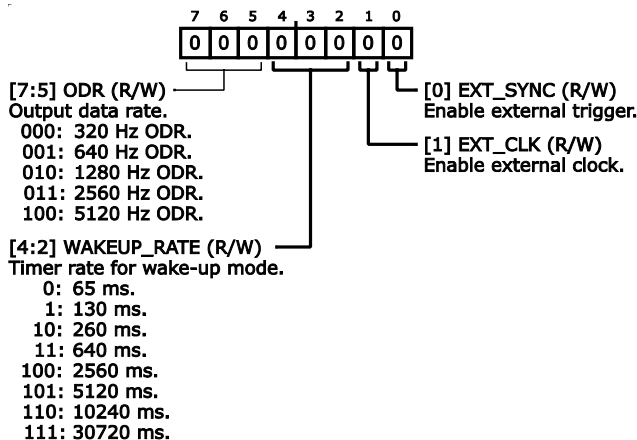 7 6 5 4 3 2 1 0
0 0 0 0 0 0 0 0
[7:5] ODR (R/W)
Output data rate.
000: 320 Hz ODR.
001: 640 Hz ODR.
010: 1280 Hz ODR.
011: 2560 Hz ODR.
100: 5120 Hz ODR.
[4:2] WAKEUP_RATE (R/W)
Timer rate for wake-up mode.
0: 65 ms.
1: 130 ms.
10: 260 ms.
11: 640 ms.
100: 2560 ms.
101: 5120 ms.
110: 10240 ms.
111: 30720 ms.
[0] EXT_SYNC (R/W)
Enable external trigger.
[1] EXT_CLK (R/W)
Enable external clock.